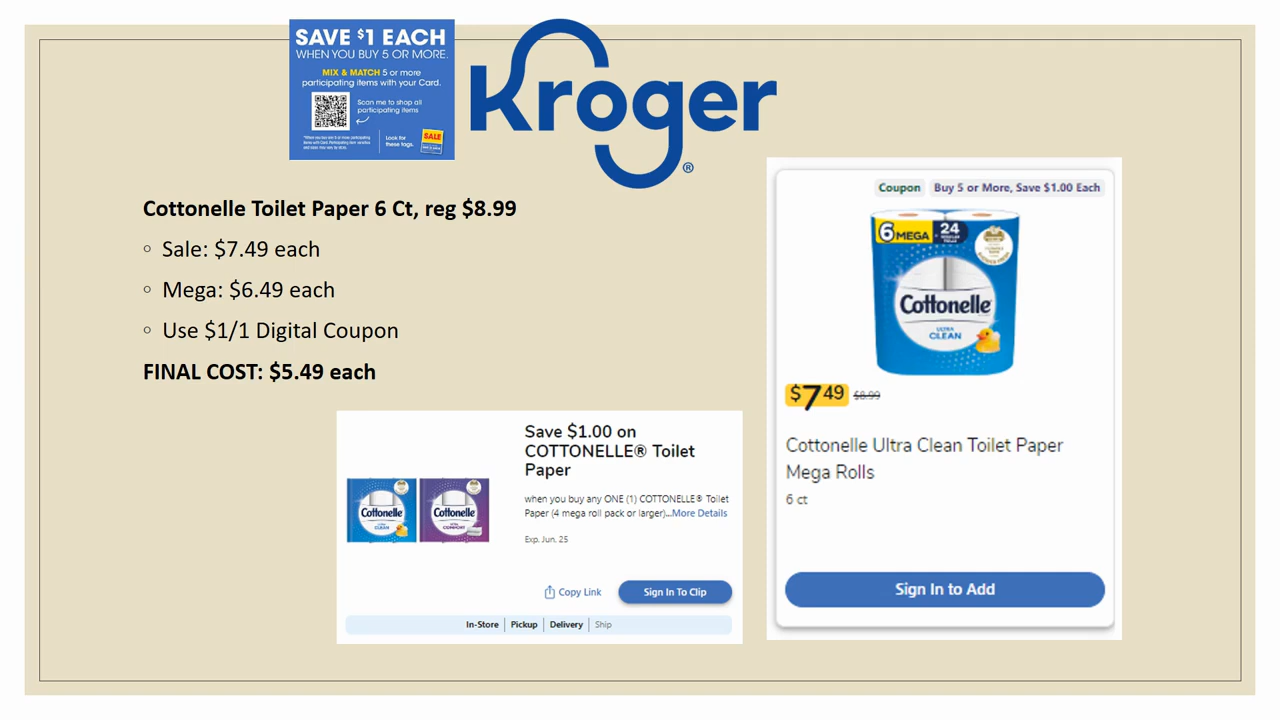 SAVE $1 EACH
WHEN YOU BUY 5 OR MORE.
MIX & MATCH 5 or more
participating items with your Card.
Scan me to shop all
participating items
Look for
these tags.
SALE
Kroger
®
Cottonelle Toilet Paper 6 Ct, reg $8.99
◦ Sale: $7.49 each
◦ Mega: $6.49 each
◦ Use $1/1 Digital Coupon
FINAL COST: $5.49 each
Save $1.00 on
COTTONELLE® Toilet
Paper
Cottonelle
ULTRA
CLEAN
Cottonelle
ULTRA
COMFORT
when you buy any ONE (1) COTTONELLE® Toilet
Paper (4 mega roll pack or larger)...More Details
Exp. Jun. 25
Copy Link
Sign In To Clip
In-Store | Pickup | Delivery | Ship
Coupon Buy 5 or More, Save $1.00 Each
6 MEGA = 24
Cottonelle
ULTRA
CLEAN
$7.49 $8.99
Cottonelle Ultra Clean Toilet Paper
Mega Rolls
6 ct
Sign In to Add